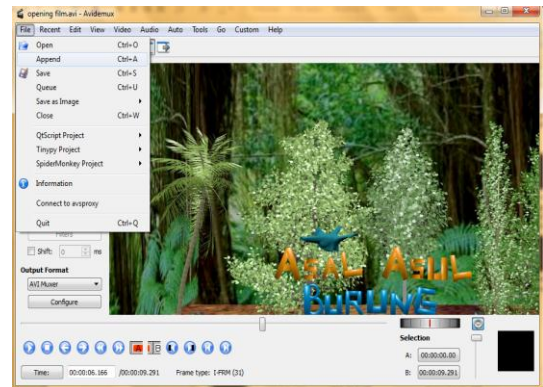 opening film.avi - Avidemux
File Recent Edit View Video Audio Auto Tools Go Custom Help
Open Ctrl+O
Append Ctrl+A
Save Ctrl+S
Queue Ctrl+U
Save as Image
Close Ctrl+W
QtScript Project
Tinypy Project
SpiderMonkey Project
Information
Connect to avsproxy
Quit Ctrl+Q
Filters
Shift: 0 ms
Output Format
AVI Muxer
Configure
ASAL ASUL
BURUNG
Selection
A: 00:00:00.00
Time: 00:00:06.166 /00:00:09.291 Frame type: I-FRM (31)
B: 00:00:09.291